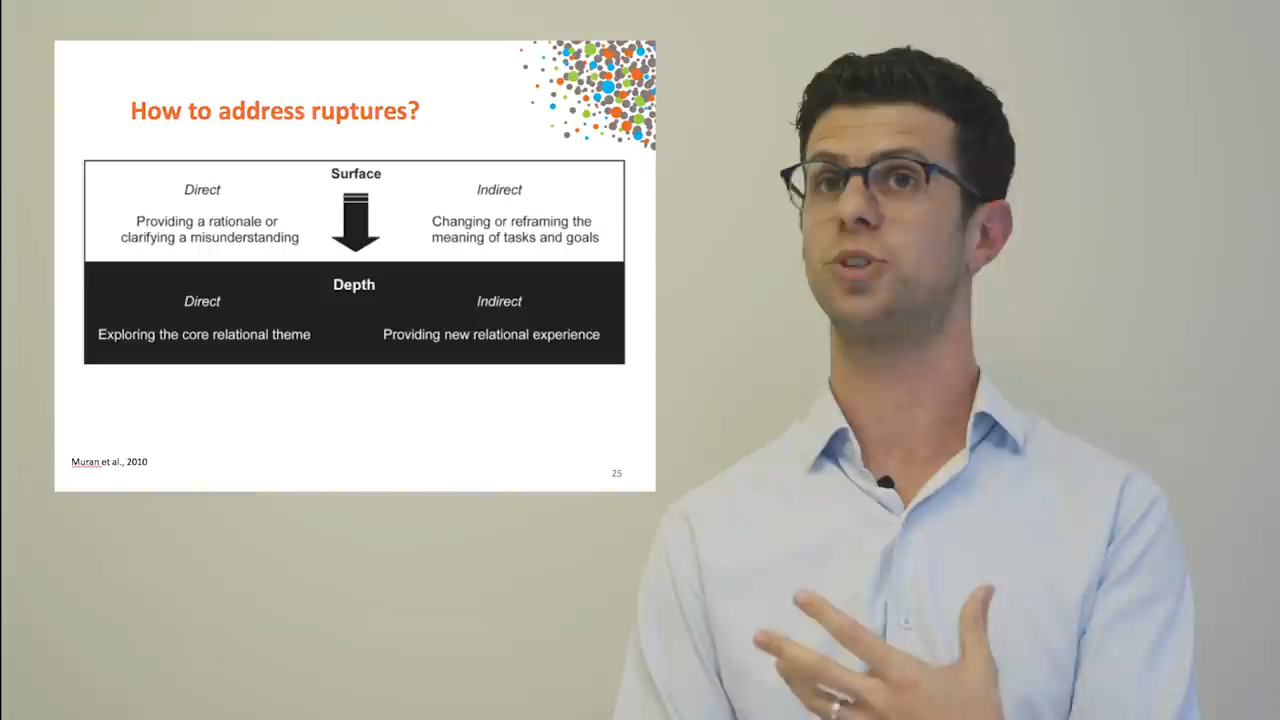 How to address ruptures?
Surface
Direct
Indirect
Providing a rationale or
clarifying a misunderstanding
Changing or reframing the
meaning of tasks and goals
Depth
Direct
Indirect
Exploring the core relational theme
Providing new relational experience
Muran et al., 2010
25